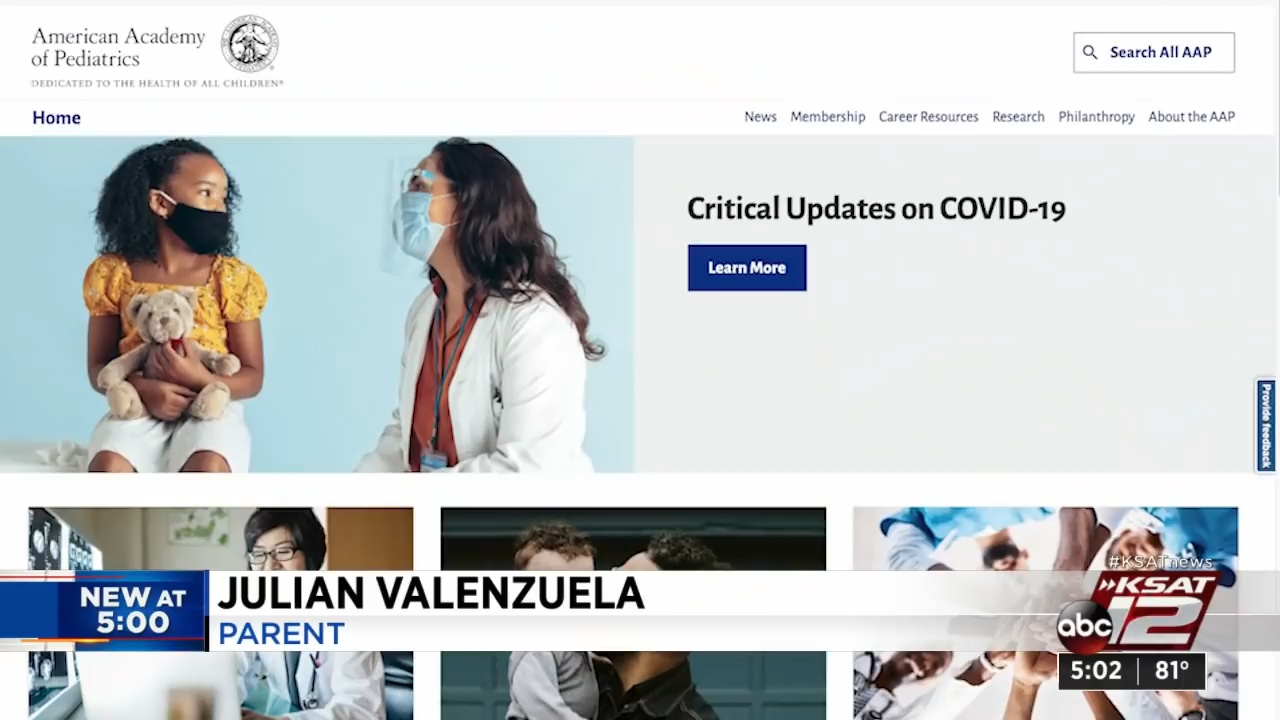 American Academy
of Pediatrics
DEDICATED TO THE HEALTH OF ALL CHILDREN®
Search All AAP
Home
News Membership Career Resources Research Philanthropy About the AAP
Critical Updates on COVID-19
Learn More
Provide feedback
#KSATnews
NEW AT
5:00
JULIAN VALENZUELA
PARENT
KSAT
abc 12
5:02 81°